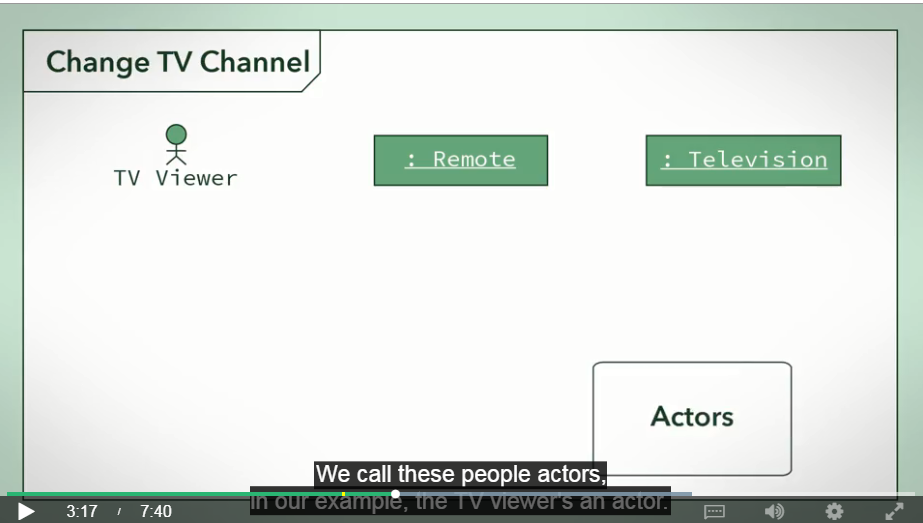 Change TV Channel
TV Viewer
: Remote
: Television
Actors
We call these people actors,
in our example, the TV viewer's an actor.
3:17 / 7:40